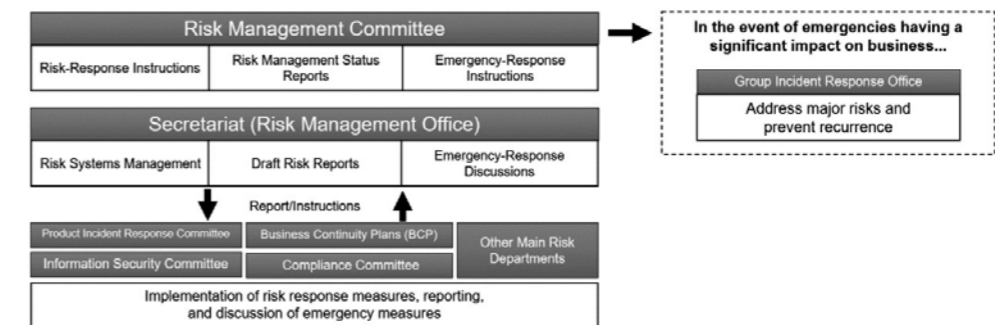 Risk Management Committee
Risk-Response Instructions
Risk Management Status
Reports
Emergency-Response
Instructions
In the event of emergencies having a
significant impact on business...
Group Incident Response Office
Address major risks and
prevent recurrence
Secretariat (Risk Management Office)
Risk Systems Management
Draft Risk Reports
Emergency-Response
Discussions
Report/Instructions
Product Incident Response Committee
Business Continuity Plans (BCP)
Other Main Risk
Departments
Information Security Committee
Compliance Committee
Implementation of risk response measures, reporting,
and discussion of emergency measures